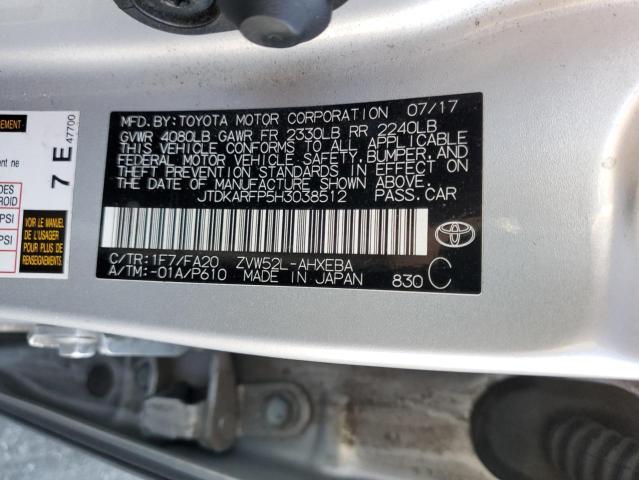 MFD. BY: TOYOTA MOTOR CORPORATION 07/17
GVWR 4080LB GAWR FR 2330LB RR 2240LB
THIS VEHICLE CONFORMS TO ALL APPLICABLE
FEDERAL MOTOR VEHICLE SAFETY, BUMPER, AND
THEFT PREVENTION STANDARDS IN EFFECT ON
THE DATE OF MANUFACTURE SHOWN ABOVE.
JTDKARFP5H3038512 PASS. CAR
C/TR: 1F7/FA20 ZVW52L-AHXEBA
A/TM: -01A/P610 MADE IN JAPAN 830 C
7 E 47700
VOIR LE MANUEL
POUR PLUS DE
RENSEIGNEMENTS
PSI
PSI